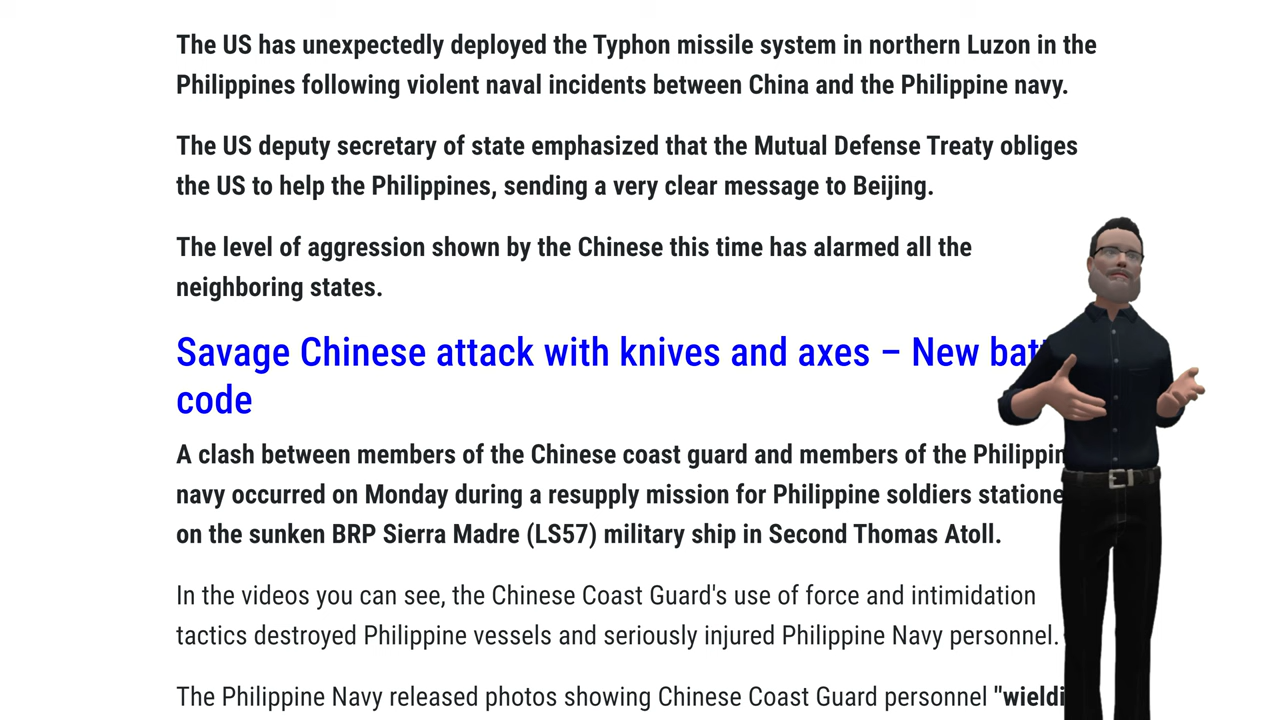 The US has unexpectedly deployed the Typhon missile system in northern Luzon in the
Philippines following violent naval incidents between China and the Philippine navy.
The US deputy secretary of state emphasized that the Mutual Defense Treaty obliges
the US to help the Philippines, sending a very clear message to Beijing.
The level of aggression shown by the Chinese this time has alarmed all the
neighboring states.
Savage Chinese attack with knives and axes – New
code
A clash between members of the Chinese coast guard and members of the
navy occurred on Monday during a resupply mission for Philippine soldiers
on the sunken BRP Sierra Madre (LS57) military ship in Second Thomas Atoll.
In the videos you can see, the Chinese Coast Guard's use of force and intimidation
tactics destroyed Philippine vessels and seriously injured Philippine Navy personnel.
The Philippine Navy released photos showing Chinese Coast Guard personnel